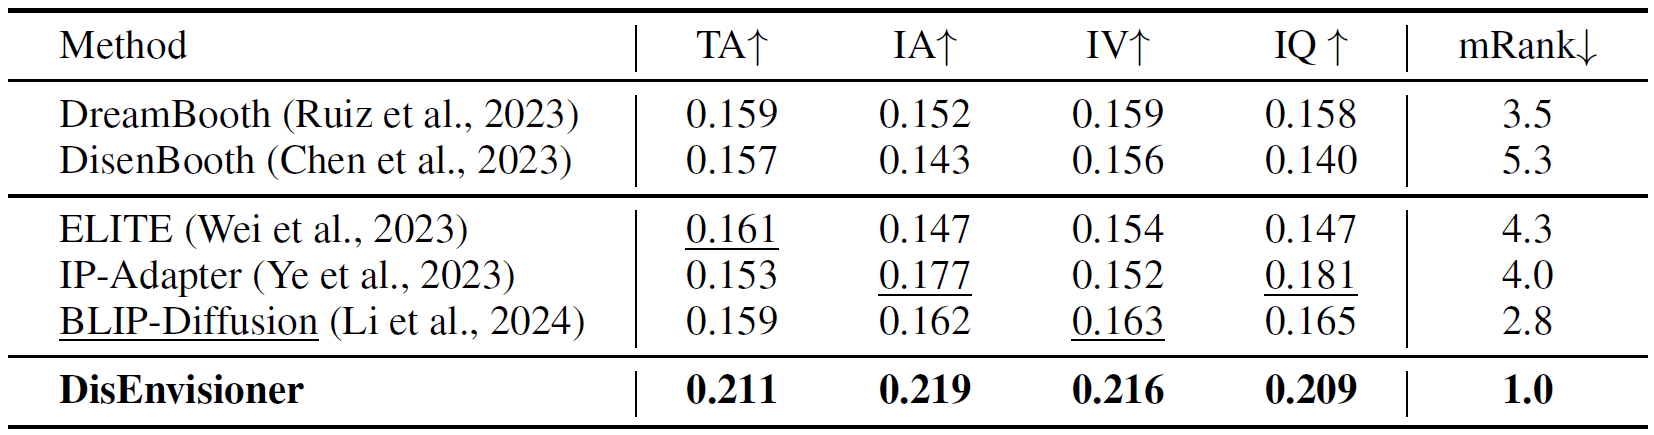 Method TA↑ IA↑ IV↑ IQ ↑ mRank↓
DreamBooth (Ruiz et al., 2023) 0.159 0.152 0.159 0.158 3.5
DisenBooth (Chen et al., 2023) 0.157 0.143 0.156 0.140 5.3
ELITE (Wei et al., 2023) 0.161 0.147 0.154 0.147 4.3
IP-Adapter (Ye et al., 2023) 0.153 0.177 0.152 0.181 4.0
BLIP-Diffusion (Li et al., 2024) 0.159 0.162 0.163 0.165 2.8
DisEnvisioner 0.211 0.219 0.216 0.209 1.0